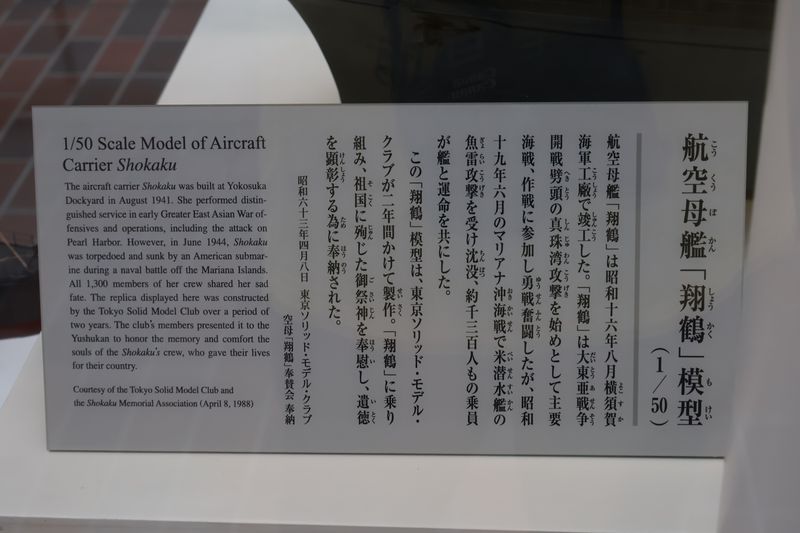 1/50 Scale Model of Aircraft
Carrier Shokaku
The aircraft carrier Shokaku was built at Yokosuka
Dockyard in August 1941. She performed distin-
guished service in early Greater East Asian War of-
fensives and operations, including the attack on
Pearl Harbor. However, in June 1944, Shokaku
was torpedoed and sunk by an American submar-
ine during a naval battle off the Mariana Islands.
All 1,300 members of her crew shared her sad
fate. The replica displayed here was constructed
by the Tokyo Solid Model Club over a period of
two years. The club's members presented it to the
Yushukan to honor the memory and comfort the
souls of the Shokaku's crew, who gave their lives
for their country.
Courtesy of the Tokyo Solid Model Club and
the Shokaku Memorial Association (April 8, 1988)
航空母艦「翔鶴」模型
(1/50)
航空母艦「翔鶴」は昭和十六年八月横須賀
海軍工廠で竣工した。「翔鶴」は大東亜戦争
開戦劈頭の真珠湾攻撃を始めとして主要
海戦、作戦に参加し勇戦奮闘したが、昭和
十九年六月のマリアナ沖海戦で米潜水艦の
魚雷攻撃を受け沈没、約千三百人もの乗員
が艦と運命を共にした。
この「翔鶴」模型は、東京ソリッド・モデル・
クラブが二年間かけて製作。「翔鶴」に乗り
組み、祖国に殉じた御祭神を奉慰し、遺徳
を顕彰する為に奉納された。
昭和六十三年四月八日 東京ソリッド・モデル・クラブ
空母「翔鶴」奉賛会 奉納